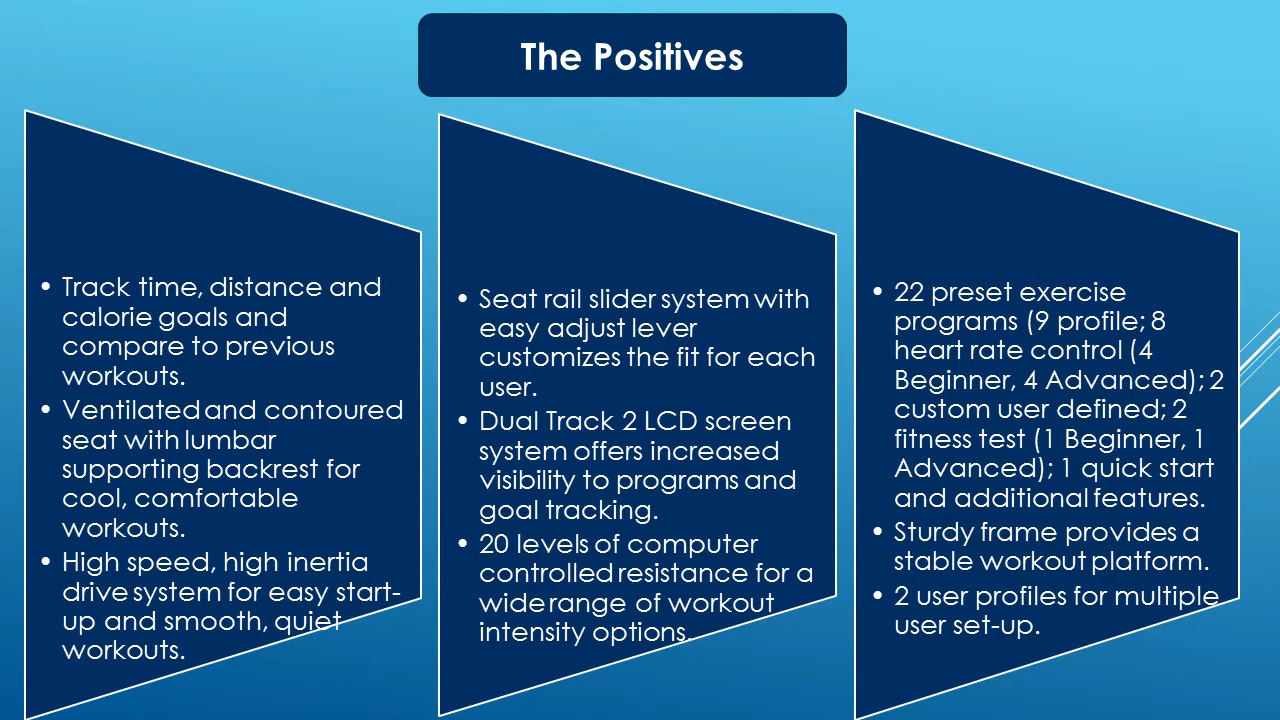 The Positives
• Track time, distance and
calorie goals and
compare to previous
workouts.
• Ventilated and contoured
seat with lumbar
supporting backrest for
cool, comfortable
workouts.
• High speed, high inertia
drive system for easy start-
up and smooth, quiet
workouts.
• Seat rail slider system with
easy adjust lever
customizes the fit for each
user.
• Dual Track 2 LCD screen
system offers increased
visibility to programs and
goal tracking.
• 20 levels of computer
controlled resistance for a
wide range of workout
intensity options.
• 22 preset exercise
programs (9 profile; 8
heart rate control (4
Beginner, 4 Advanced); 2
custom user defined; 2
fitness test (1 Beginner, 1
Advanced); 1 quick start
and additional features.
• Sturdy frame provides a
stable workout platform.
• 2 user profiles for multiple
user set-up.